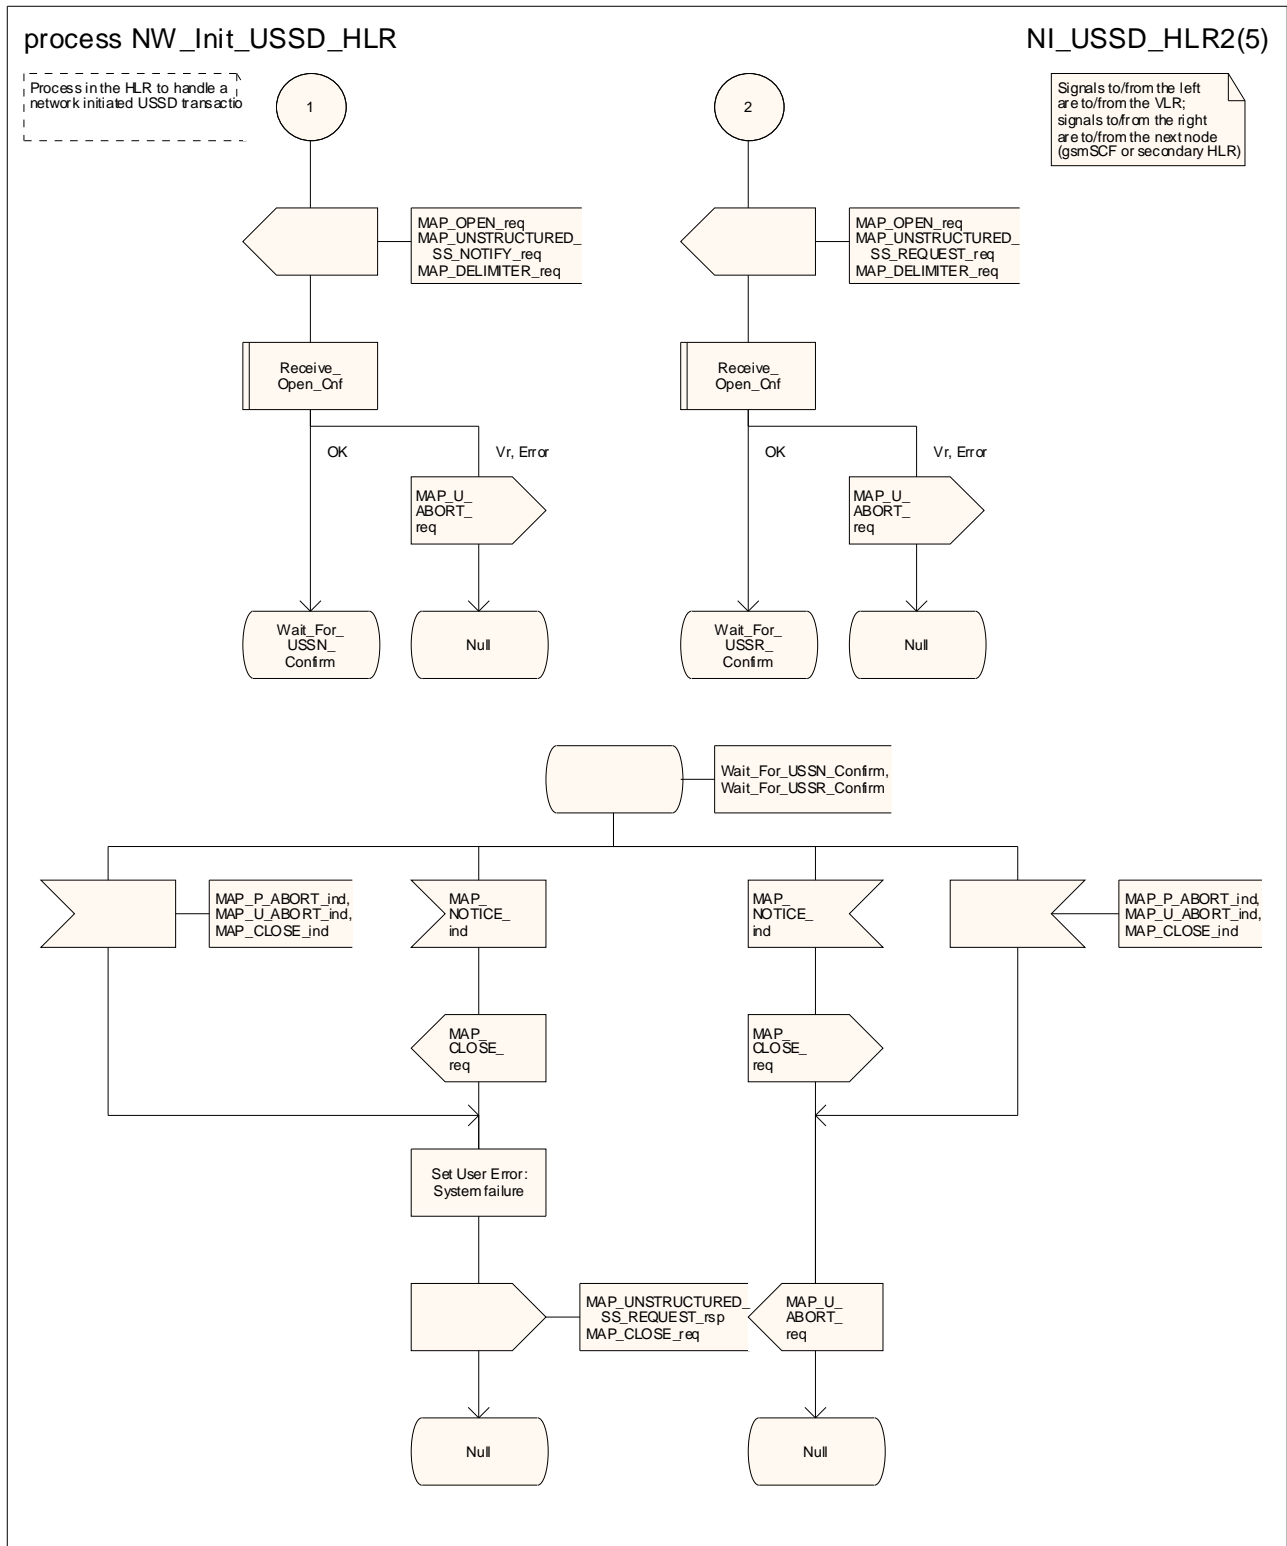 process NW_Init_USSD_HLR
NI_USSD_HLR2(5)
Process in the HLR to handle a
network initiated USSD transactio
Signals to/from the left
are to/from the VLR;
signals to/from the right
are to/from the next node
(gsmSCF or secondary HLR)
1
2
MAP_OPEN_req
MAP_UNSTRUCTURED_
SS_NOTIFY_req
MAP_DELIMITER_req
MAP_OPEN_req
MAP_UNSTRUCTURED_
SS_REQUEST_req
MAP_DELIMITER_req
Receive_
Open_Cnf
Receive_
Open_Cnf
OK
Vr, Error
OK
Vr, Error
MAP_U_
ABORT_
req
MAP_U_
ABORT_
req
Wait_For_
USSN_
Confirm
Null
Wait_For_
USSR_
Confirm
Null
Wait_For_USSN_Confirm,
Wait_For_USSR_Confirm
MAP_P_ABORT_ind,
MAP_U_ABORT_ind,
MAP_CLOSE_ind
MAP_
NOTICE_
ind
MAP_
NOTICE_
ind
MAP_P_ABORT_ind,
MAP_U_ABORT_ind,
MAP_CLOSE_ind
MAP_
CLOSE_
req
MAP_
CLOSE_
req
Set User Error:
System failure
MAP_UNSTRUCTURED_
SS_REQUEST_rsp
MAP_CLOSE_req
MAP_U_
ABORT_
req
Null
Null